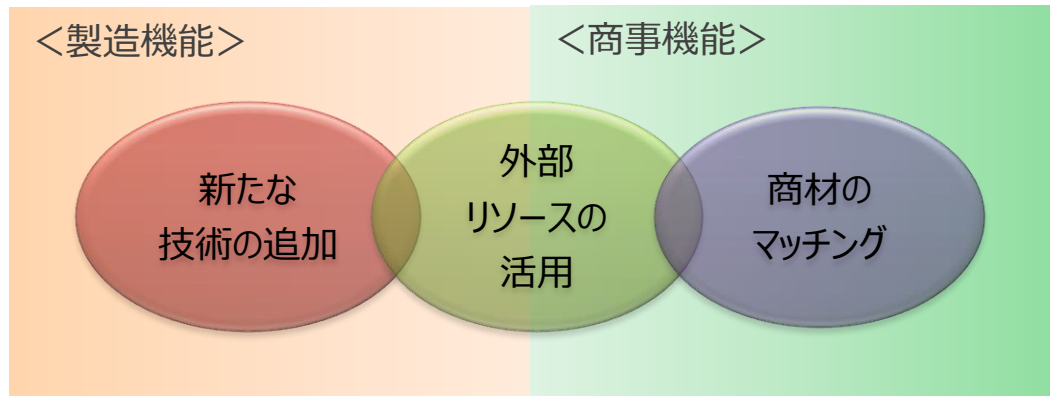 ＜製造機能＞
＜商事機能＞
新たな
技術の追加
外部
リソースの
活用
商材の
マッチング